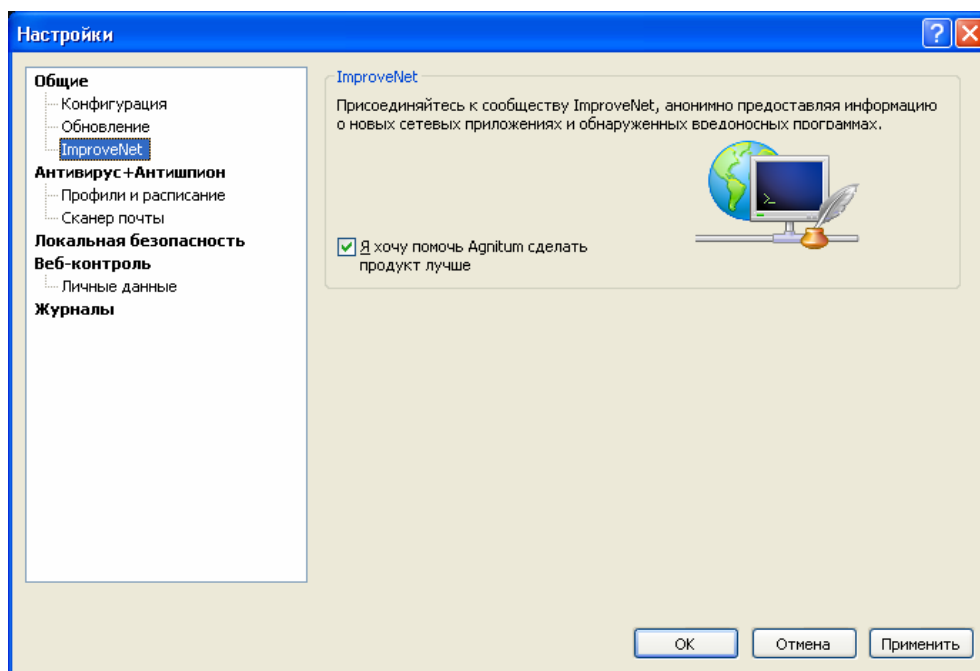 Настройки
Общие
Конфигурация
Обновление
ImproveNet
Антивирус+Антишпион
Профили и расписание
Сканер почты
Локальная безопасность
Веб-контроль
Личные данные
Журналы
ImproveNet
Присоединяйтесь к сообществу ImproveNet, анонимно предоставляя информацию
о новых сетевых приложениях и обнаруженных вредоносных программах.
Я хочу помочь Agnitum сделать
продукт лучше
OK
Отмена
Применить